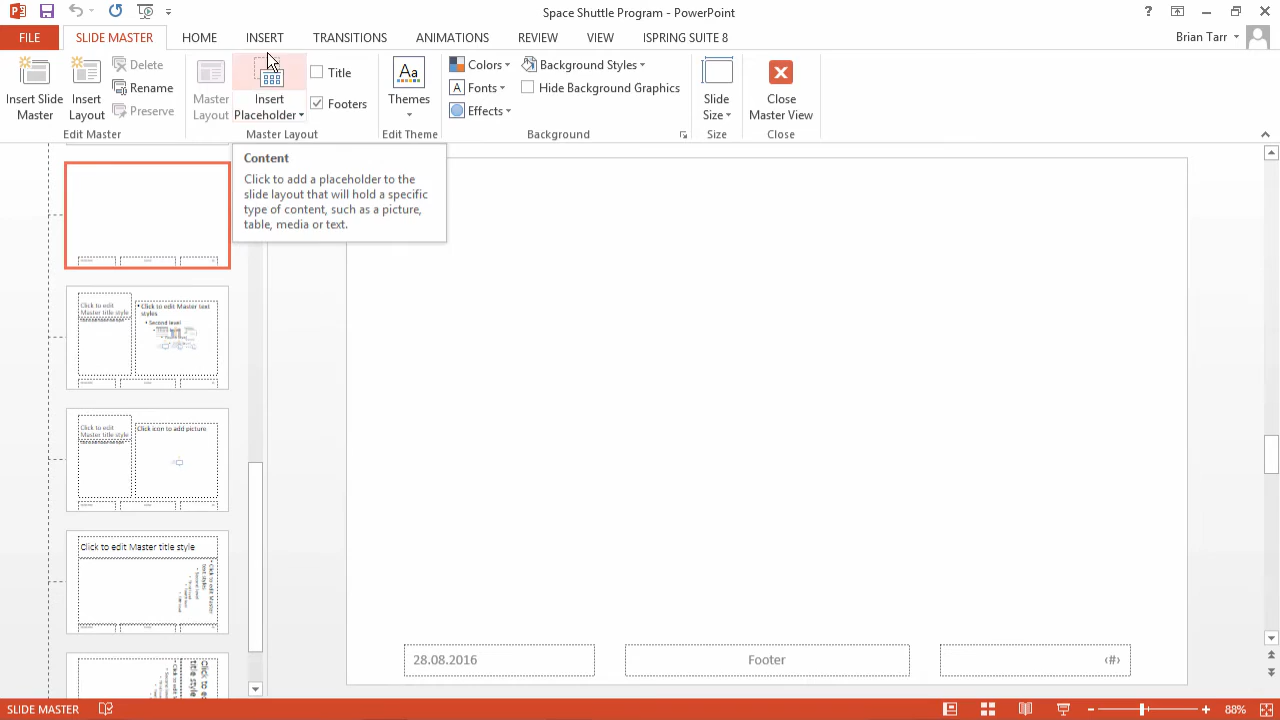 Space Shuttle Program - PowerPoint
FILE
SLIDE MASTER
HOME
INSERT
TRANSITIONS
ANIMATIONS
REVIEW
VIEW
ISPRING SUITE 8
Brian Tarr
Insert Slide
Master
Insert
Layout
Delete
Rename
Preserve
Edit Master
Master
Layout
Insert
Placeholder
Title
Footers
Master Layout
Aa
Themes
Edit Theme
Colors
A Fonts
Effects
Background Styles
Hide Background Graphics
Background
Slide
Size
Size
Close
Master View
Close
Content
Click to add a placeholder to the
slide layout that will hold a specific
type of content, such as a picture,
table, media or text.
Click to edit
Master title style
• Click to edit Master text
styles
• Second level
Click to edit
Master title style
Click icon to add picture
Click to edit Master title style
28.08.2016
Footer
‹#›
SLIDE MASTER
88%